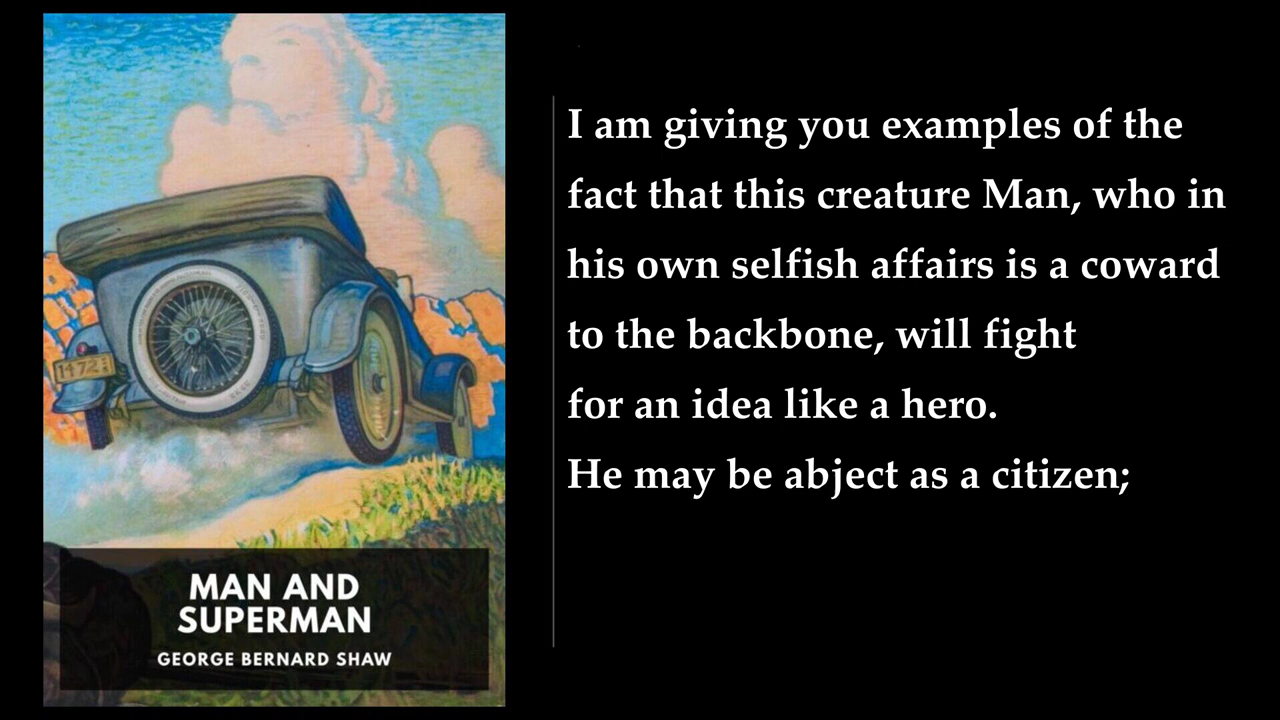 1472
MAN AND
SUPERMAN
GEORGE BERNARD SHAW
I am giving you examples of the
fact that this creature Man, who in
his own selfish affairs is a coward
to the backbone, will fight
for an idea like a hero.
He may be abject as a citizen;